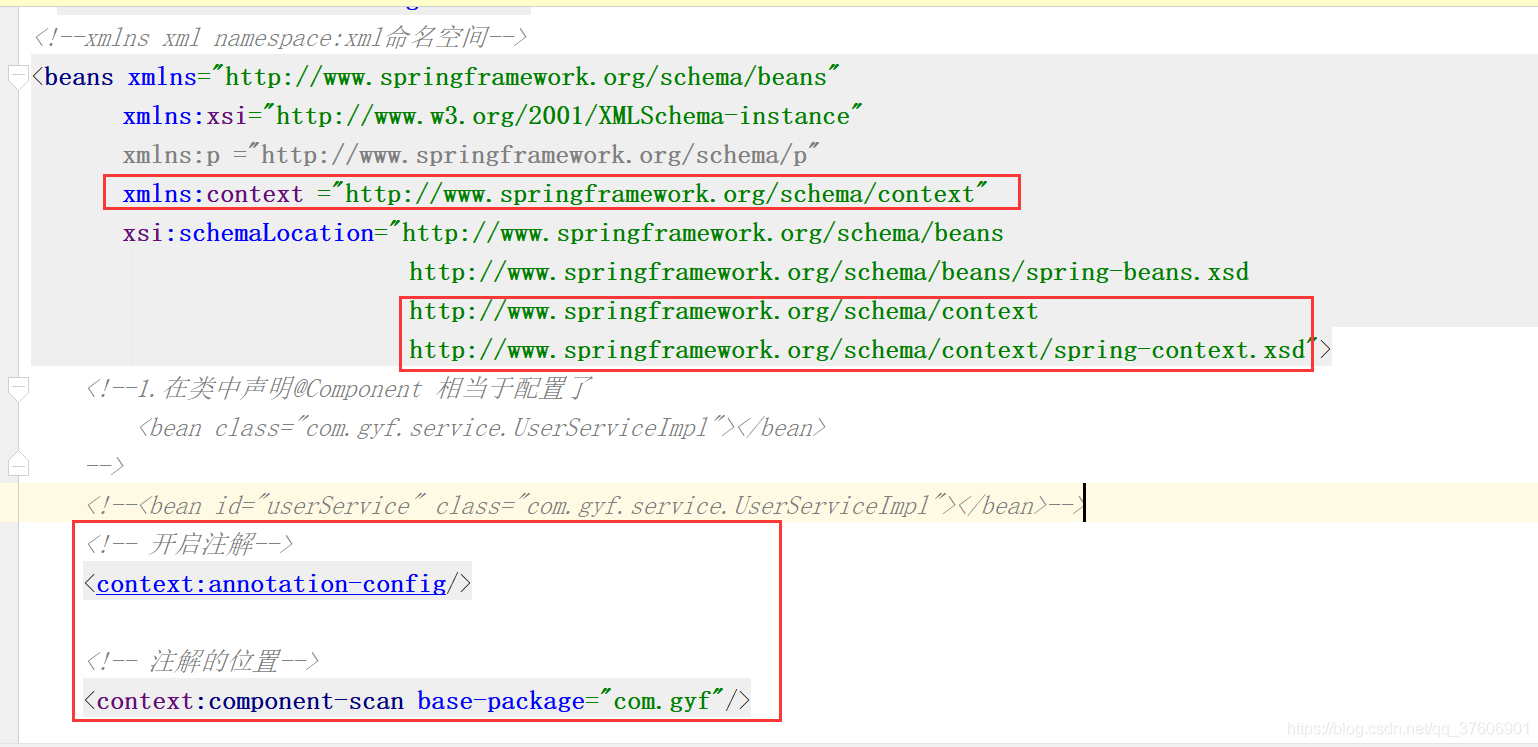 <!--xmlns xml namespace:xml命名空间-->
<beans xmlns="http://www.springframework.org/schema/beans"
xmlns:xsi="http://www.w3.org/2001/XMLSchema-instance"
xmlns:p ="http://www.springframework.org/schema/p"
xmlns:context ="http://www.springframework.org/schema/context"
xsi:schemaLocation="http://www.springframework.org/schema/beans
http://www.springframework.org/schema/beans/spring-beans.xsd
http://www.springframework.org/schema/context
http://www.springframework.org/schema/context/spring-context.xsd">
<!--1.在类中声明@Component 相当于配置了
<bean class="com.gyf.service.UserServiceImpl"></bean>
-->
<!--<bean id="userService" class="com.gyf.service.UserServiceImpl"></bean>-->
<!-- 开启注解-->
<context:annotation-config/>
<!-- 注解的位置-->
<context:component-scan base-package="com.gyf"/>
https://blog.csdn.net/qq_37606901